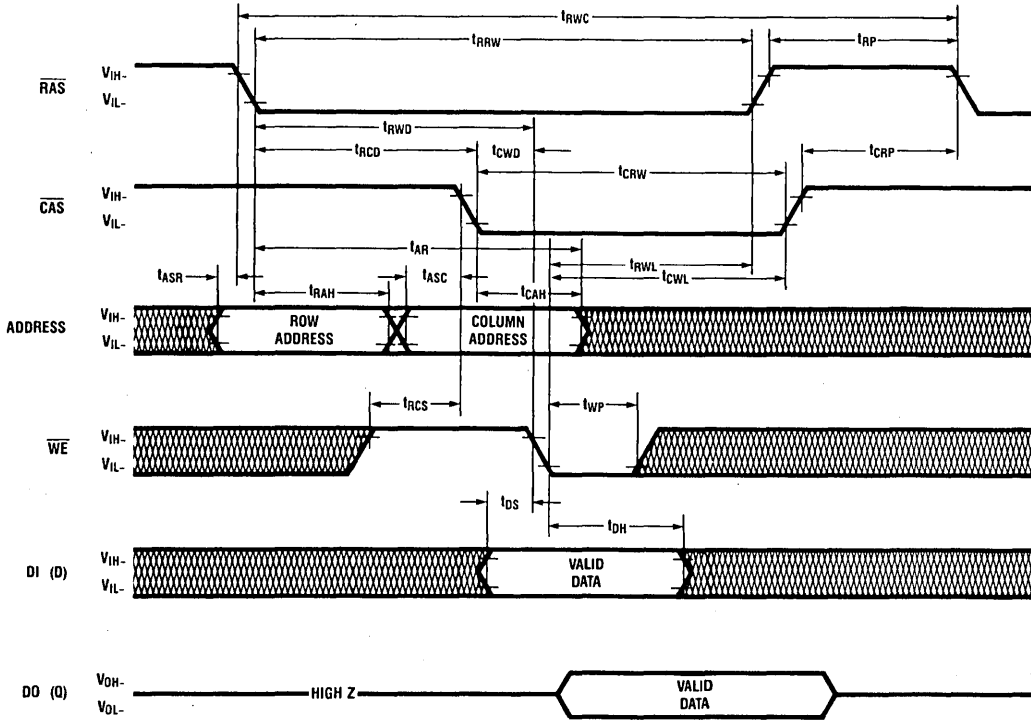 tRWC
tRRW
tRP
RAS
VIH-
VIL-
tRWD
tRCD
tCWD
tCRP
tCRW
CAS
VIH-
VIL-
tAR
tRWL
tASR
tASC
tCWL
tRAH
tCAH
ADDRESS
VIH-
VIL-
ROW
ADDRESS
COLUMN
ADDRESS
tRCS
tWP
WE
VIH-
VIL-
tDS
tDH
DI (D)
VIH-
VIL-
VALID
DATA
DO (Q)
VOH-
VOL-
HIGH Z
VALID
DATA